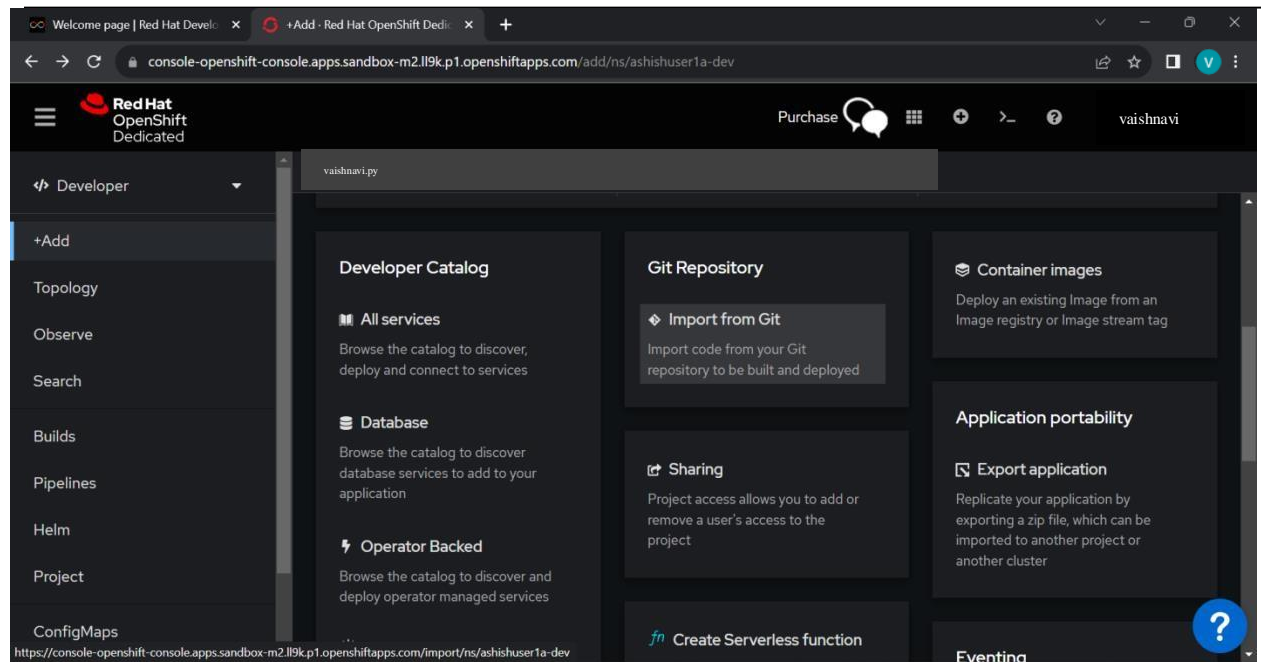 Welcome page | Red Hat Develo
+Add · Red Hat OpenShift Dedic
console-openshift-console.apps.sandbox-m2.ll9k.p1.openshiftapps.com/add/ns/ashishuser1a-dev
V
Red Hat
OpenShift
Dedicated
Purchase
vaishnavi
</> Developer
vaishnavi.py
+Add
Topology
Observe
Search
Builds
Pipelines
Helm
Project
ConfigMaps
Developer Catalog
All services
Browse the catalog to discover,
deploy and connect to services
Database
Browse the catalog to discover
database services to add to your
application
Operator Backed
Browse the catalog to discover and
deploy operator managed services
Git Repository
Import from Git
Import code from your Git
repository to be built and deployed
Sharing
Project access allows you to add or
remove a user's access to the
project
fn Create Serverless function
Container images
Deploy an existing Image from an
Image registry or Image stream tag
Application portability
Export application
Replicate your application by
exporting a zip file, which can be
imported to another project or
another cluster
Eventing
?
https://console-openshift-console.apps.sandbox-m2.ll9k.p1.openshiftapps.com/import/ns/ashishuser1a-dev